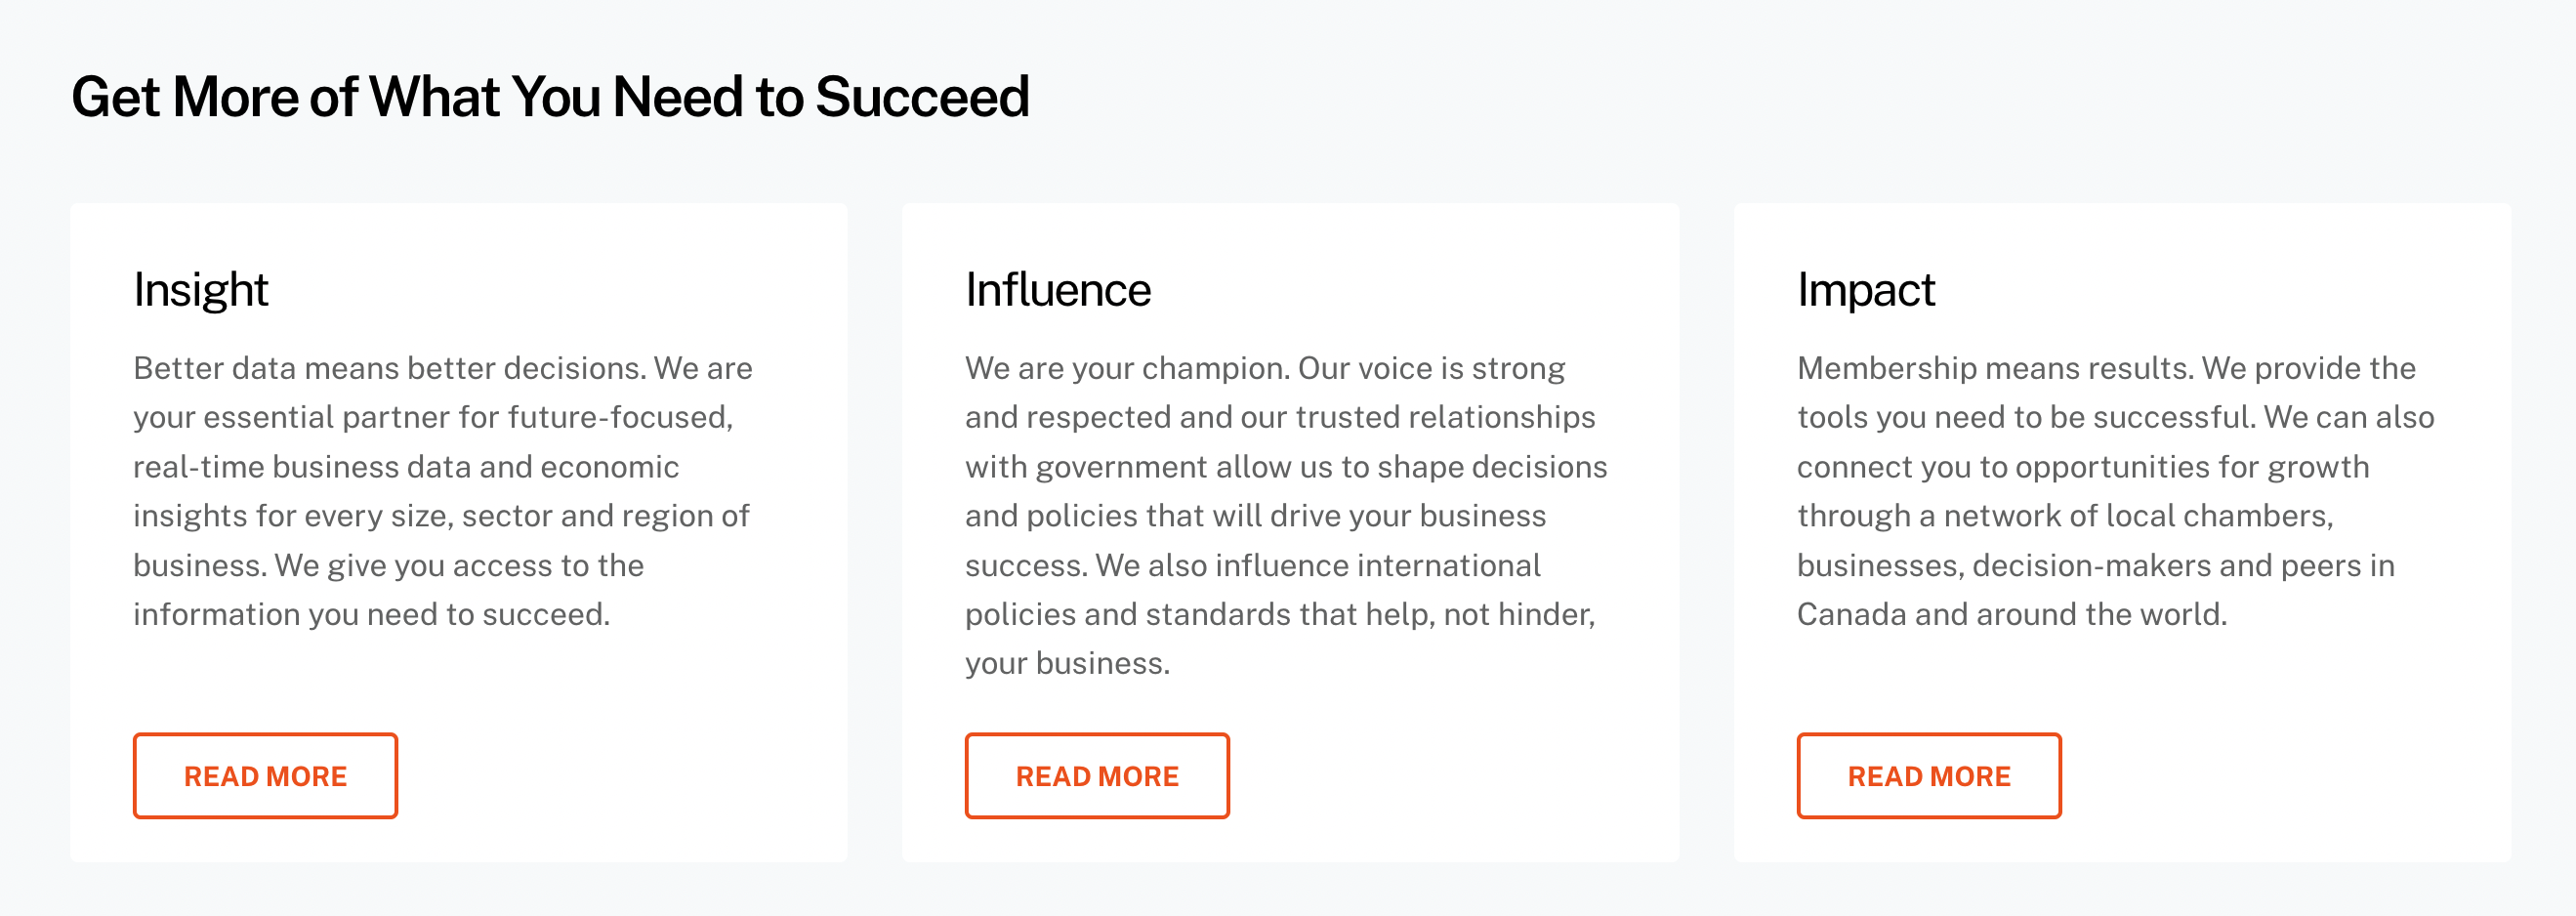 Get More of What You Need to Succeed
Insight
Better data means better decisions. We are
your essential partner for future-focused,
real-time business data and economic
insights for every size, sector and region of
business. We give you access to the
information you need to succeed.
READ MORE
Influence
We are your champion. Our voice is strong
and respected and our trusted relationships
with government allow us to shape decisions
and policies that will drive your business
success. We also influence international
policies and standards that help, not hinder,
your business.
READ MORE
Impact
Membership means results. We provide the
tools you need to be successful. We can also
connect you to opportunities for growth
through a network of local chambers,
businesses, decision-makers and peers in
Canada and around the world.
READ MORE